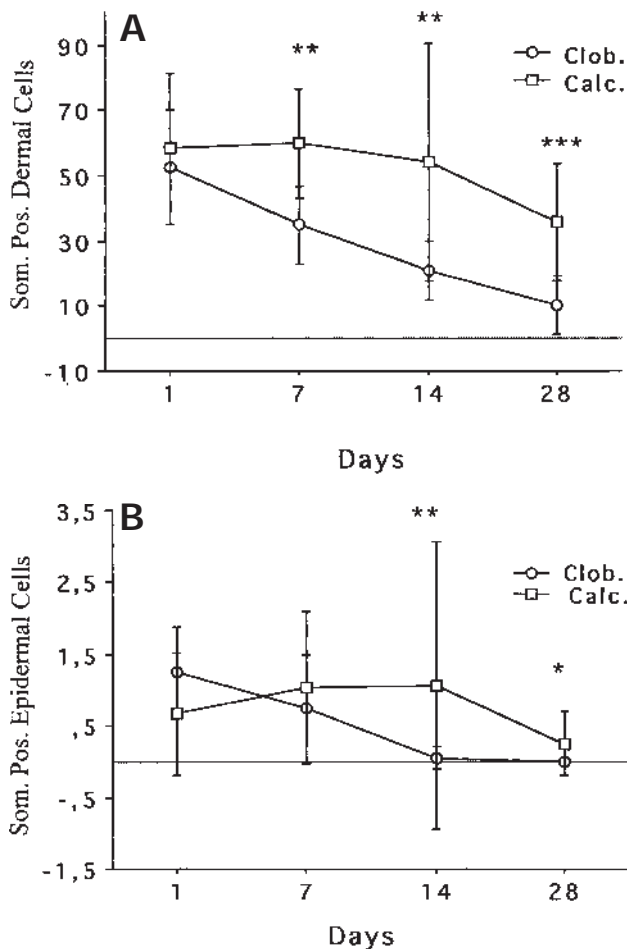 A
Som. Pos. Dermal Cells
90
70
50
30
10
-10
**
**
***
Clob.
Calc.
1 7 14 28
Days
B
Som. Pos. Epidermal Cells
3,5
2,5
1,5
,5
-,5
-1,5
**
*
Clob.
Calc.
1 7 14 28
Days